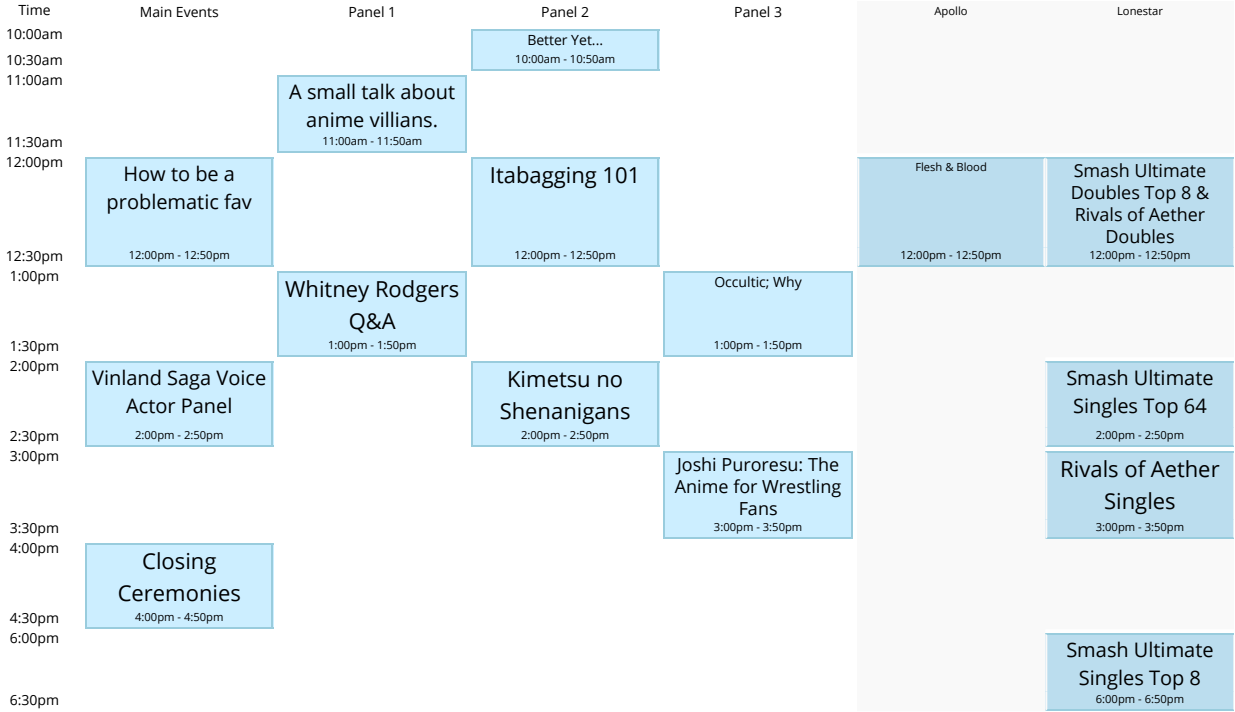 Time Main Events Panel 1 Panel 2 Panel 3 Apollo Lonestar
10:00am
Better Yet...
10:00am - 10:50am
10:30am
11:00am
A small talk about
anime villians.
11:00am - 11:50am
11:30am
12:00pm
How to be a
problematic fav
12:00pm - 12:50pm
Itabagging 101
12:00pm - 12:50pm
Flesh & Blood
12:00pm - 12:50pm
Smash Ultimate
Doubles Top 8 &
Rivals of Aether
Doubles
12:00pm - 12:50pm
12:30pm
1:00pm
Whitney Rodgers
Q&A
1:00pm - 1:50pm
Occultic; Why
1:00pm - 1:50pm
1:30pm
2:00pm
Vinland Saga Voice
Actor Panel
2:00pm - 2:50pm
Kimetsu no
Shenanigans
2:00pm - 2:50pm
Smash Ultimate
Singles Top 64
2:00pm - 2:50pm
2:30pm
3:00pm
Joshi Puroresu: The
Anime for Wrestling
Fans
3:00pm - 3:50pm
Rivals of Aether
Singles
3:00pm - 3:50pm
3:30pm
4:00pm
Closing
Ceremonies
4:00pm - 4:50pm
4:30pm
6:00pm
Smash Ultimate
Singles Top 8
6:00pm - 6:50pm
6:30pm